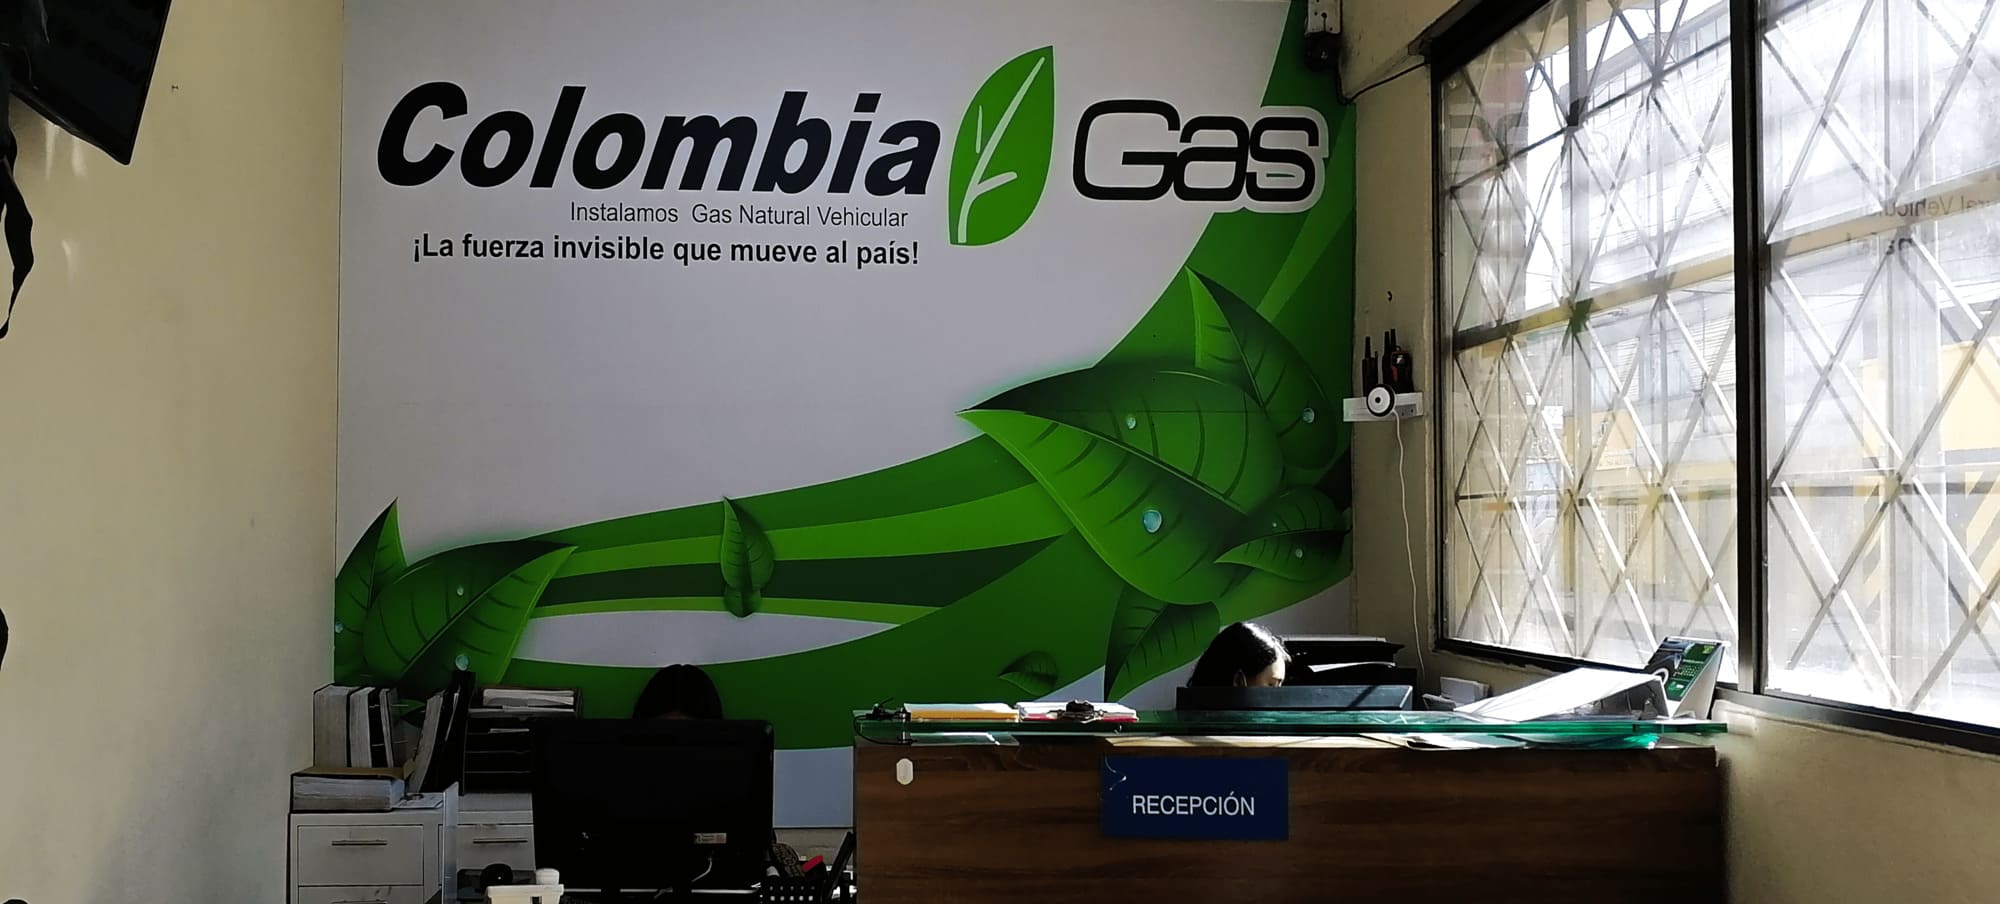 Colombia Gas
Instalamos Gas Natural Vehicular
¡La fuerza invisible que mueve al país!
RECEPCIÓN